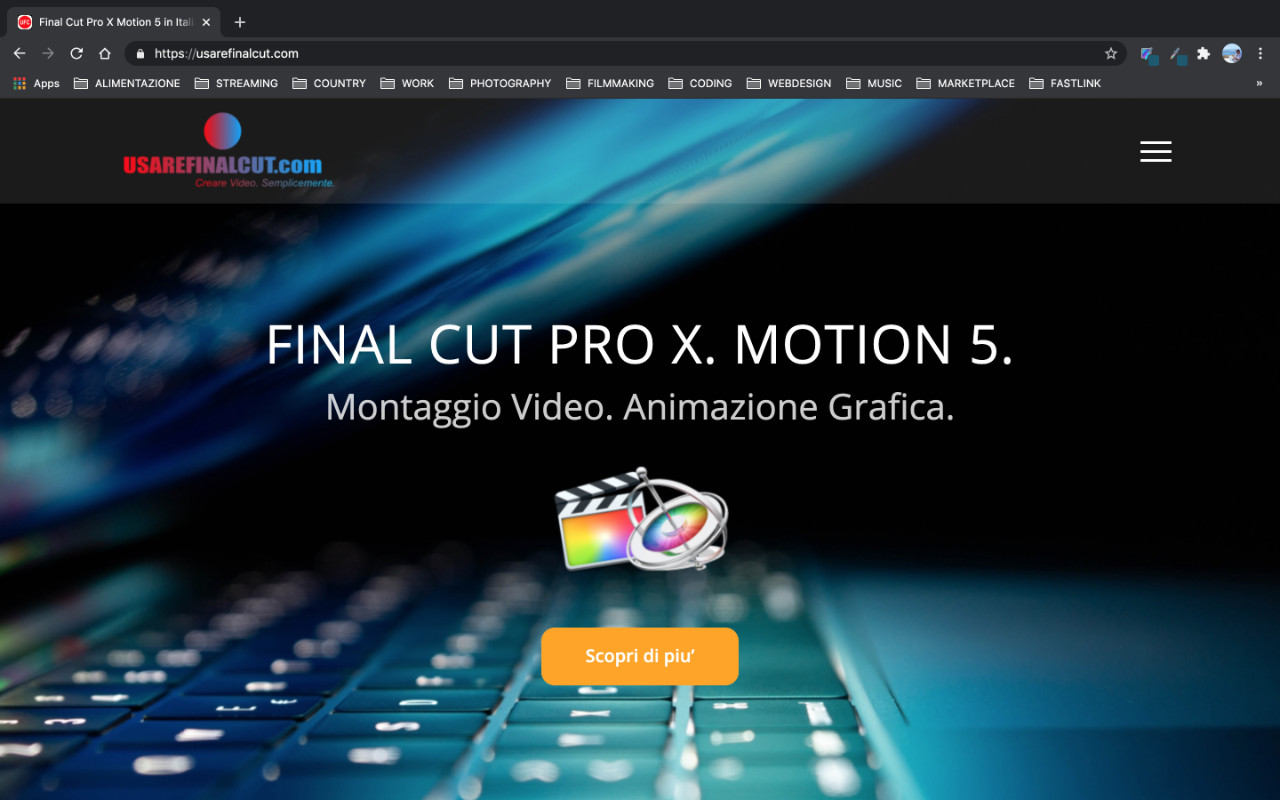 Final Cut Pro X Motion 5 in Itali
https://usarefinalcut.com
Apps ALIMENTAZIONE STREAMING COUNTRY WORK PHOTOGRAPHY FILMMAKING CODING WEBDESIGN MUSIC MARKETPLACE FASTLINK »
USAREFINALCUT.com
Creare Video. Semplicemente.
FINAL CUT PRO X. MOTION 5.
Montaggio Video. Animazione Grafica.
Scopri di piu’